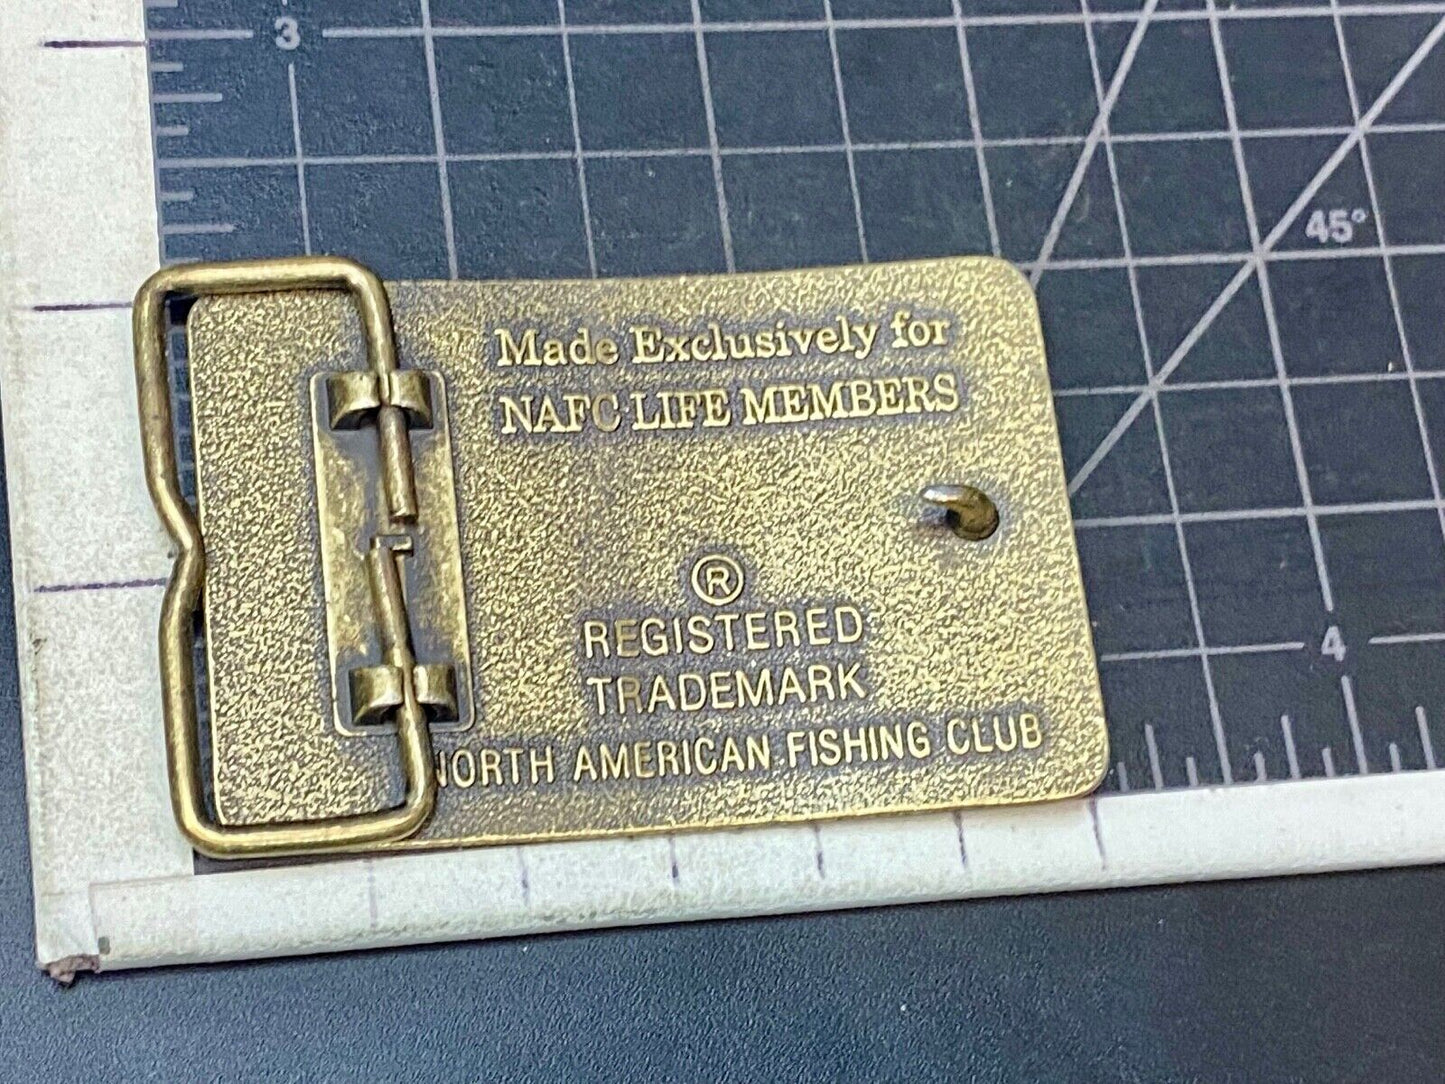 3
45°
Made Exclusively for
NAFC LIFE MEMBERS
®
REGISTERED
TRADEMARK
NORTH AMERICAN FISHING CLUB
4